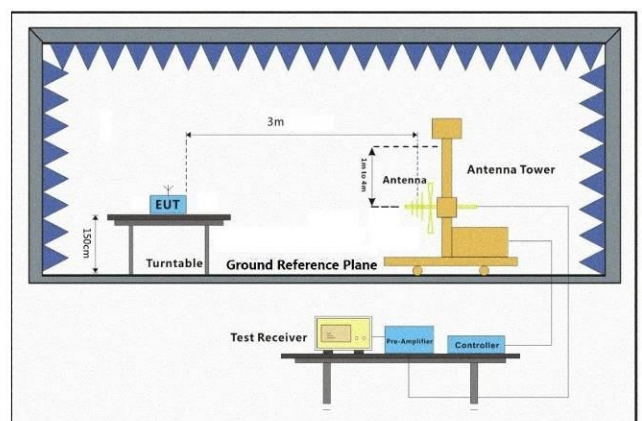 3m
1m to 4m
Antenna
Antenna Tower
EUT
150cm
Turntable
Ground Reference Plane
Test Receiver
Pre-Amplifier
Controller